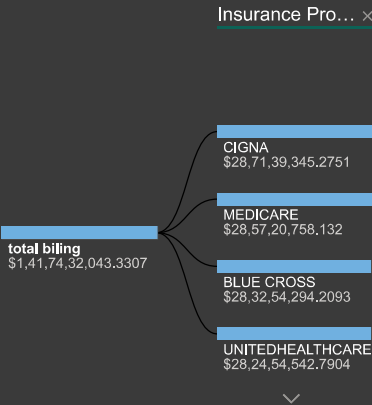 Insurance Pro...
CIGNA
$28,71,39,345.2751
MEDICARE
$28,57,20,758.132
total biling
$1,41,74,32,043.3307
BLUE CROSS
$28,32,54,294.2093
UNITEDHEALTHCARE
$28,24,54,542.7904